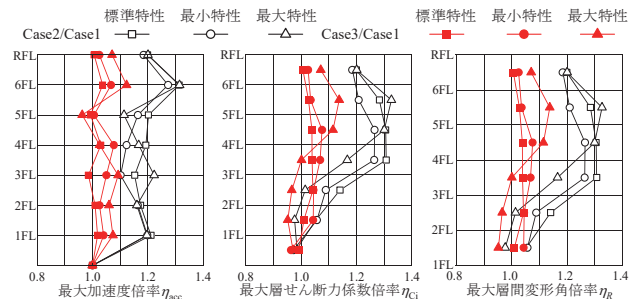 標準特性 最小特性 最大特性 標準特性 最小特性 最大特性
Case2/Case1 Case3/Case1
RFL
6FL
5FL
4FL
3FL
2FL
1FL
0.8 1.0 1.2 1.4
最大加速度倍率ηacc
RFL
6FL
5FL
4FL
3FL
2FL
1FL
0.8 1.0 1.2 1.4
最大層せん断力係数倍率ηCi
RFL
6FL
5FL
4FL
3FL
2FL
1FL
0.8 1.0 1.2 1.4
最大層間変形角倍率ηR